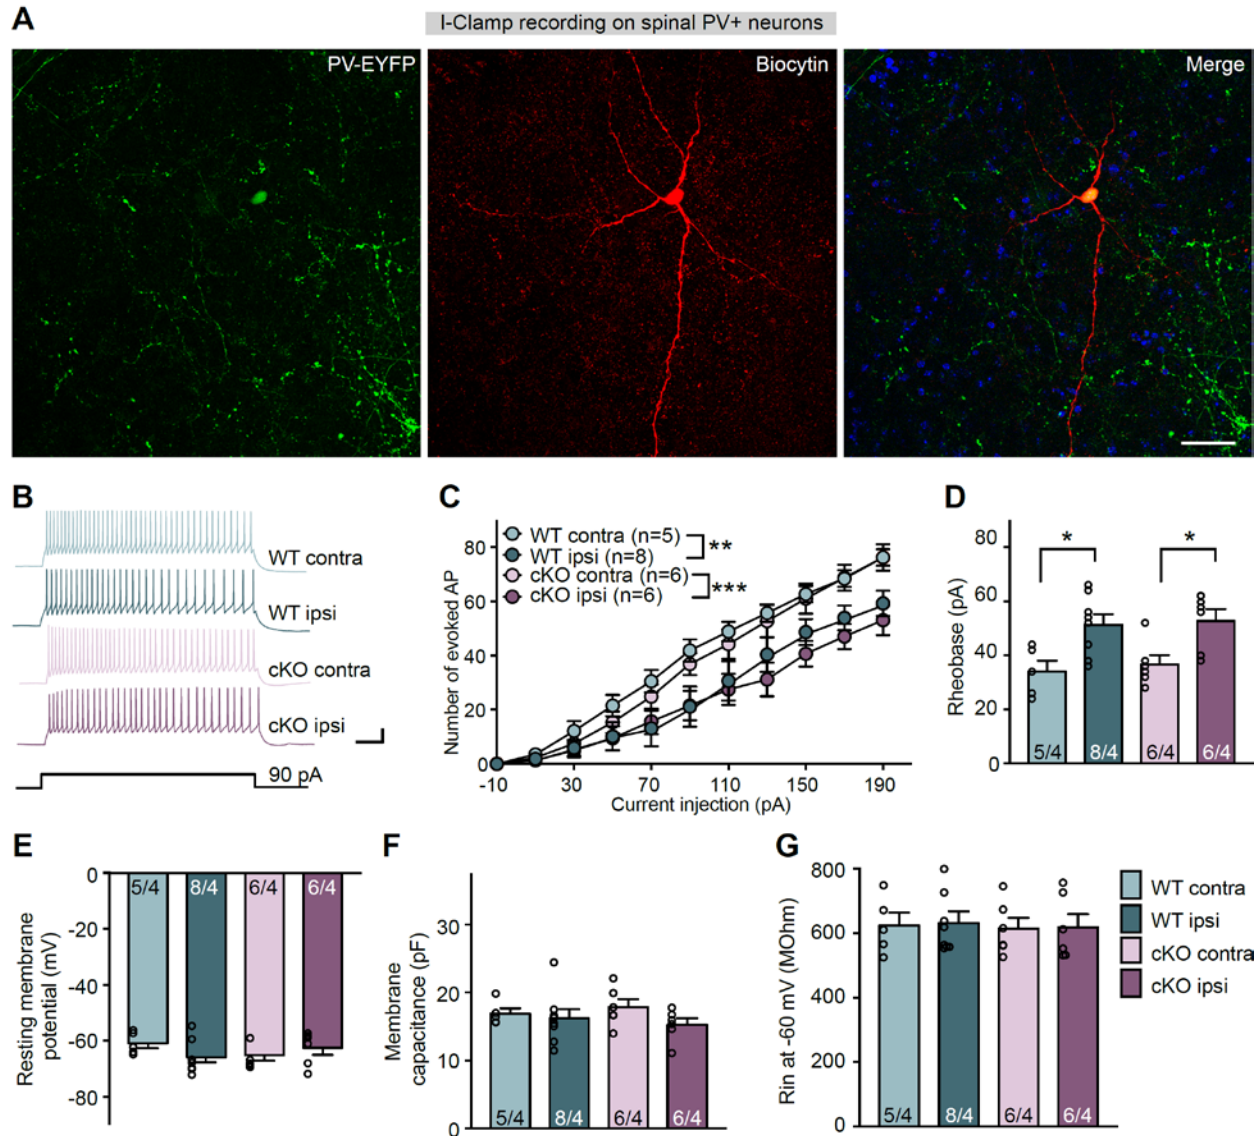 A
I-Clamp recording on spinal PV+ neurons
PV-EYFP
Biocytin
Merge
B
WT contra
WT ipsi
cKO contra
cKO ipsi
90 pA
C
Number of evoked AP
80
60
40
20
0
WT contra (n=5)
WT ipsi (n=8)
**
cKO contra (n=6)
cKO ipsi (n=6)
***
-10 30 70 110 150 190
Current injection (pA)
D
Rheobase (pA)
80
60
40
20
0
* *
5/4 8/4 6/4 6/4
E
Resting membrane
potential (mV)
0
-20
-40
-60
-80
5/4 8/4 6/4 6/4
F
Membrane
capacitance (pF)
30
20
10
0
5/4 8/4 6/4 6/4
G
Rin at -60 mV (MOhm)
800
600
400
200
0
5/4 8/4 6/4 6/4
WT contra
WT ipsi
cKO contra
cKO ipsi